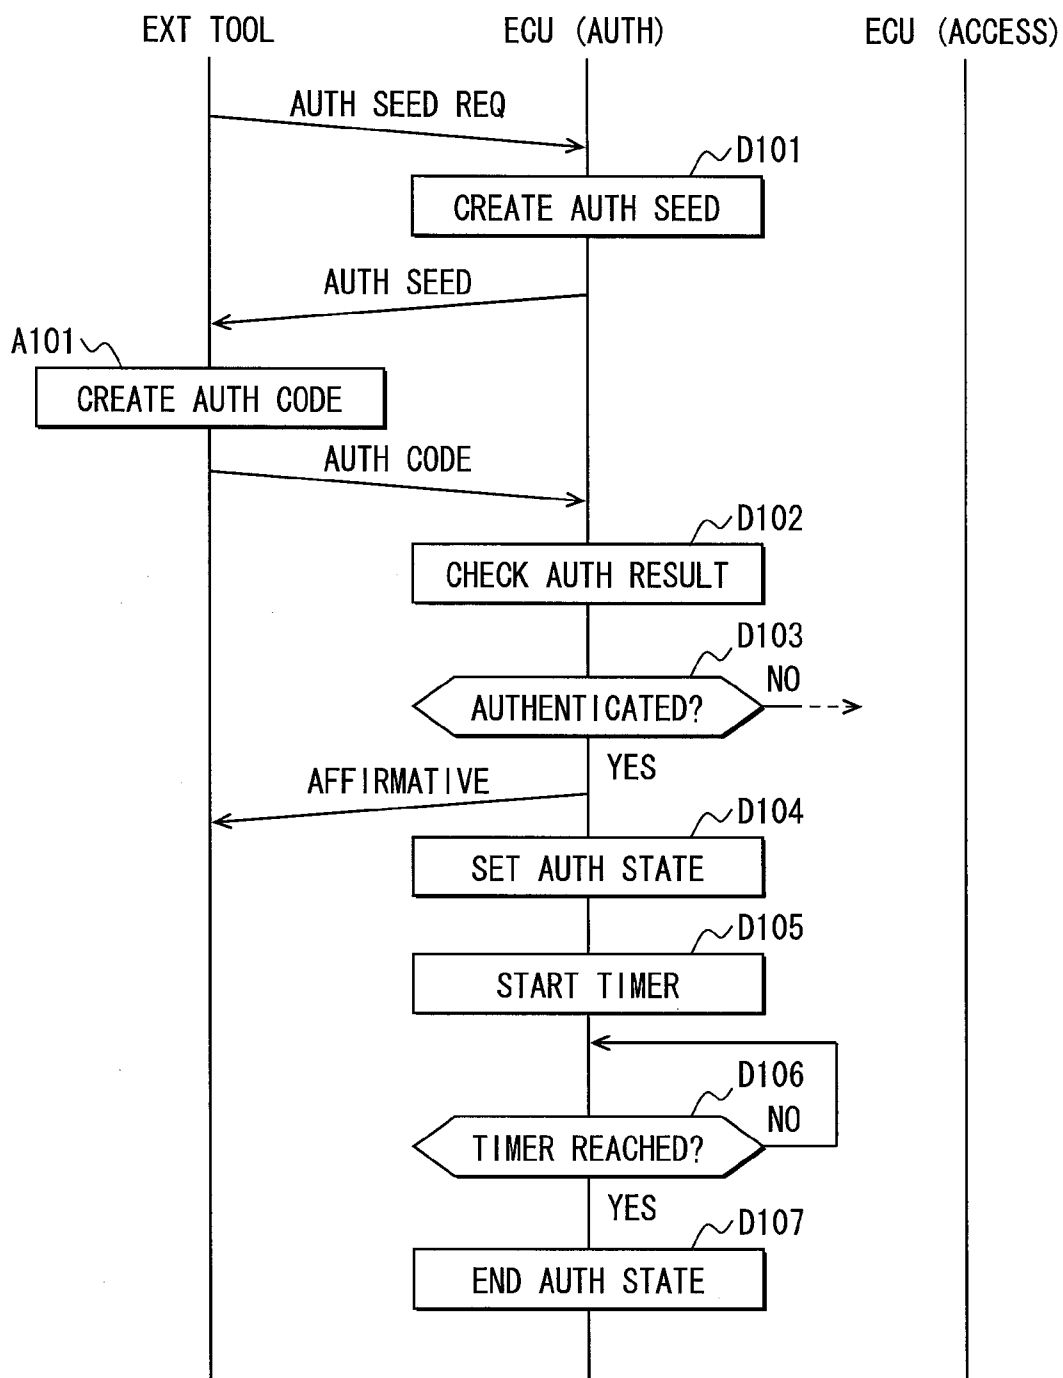 EXT TOOL
ECU (AUTH)
ECU (ACCESS)
AUTH SEED REQ
D101
CREATE AUTH SEED
AUTH SEED
A101
CREATE AUTH CODE
AUTH CODE
D102
CHECK AUTH RESULT
D103
NO
AUTHENTICATED?
YES
AFFIRMATIVE
D104
SET AUTH STATE
D105
START TIMER
D106
NO
TIMER REACHED?
YES
D107
END AUTH STATE